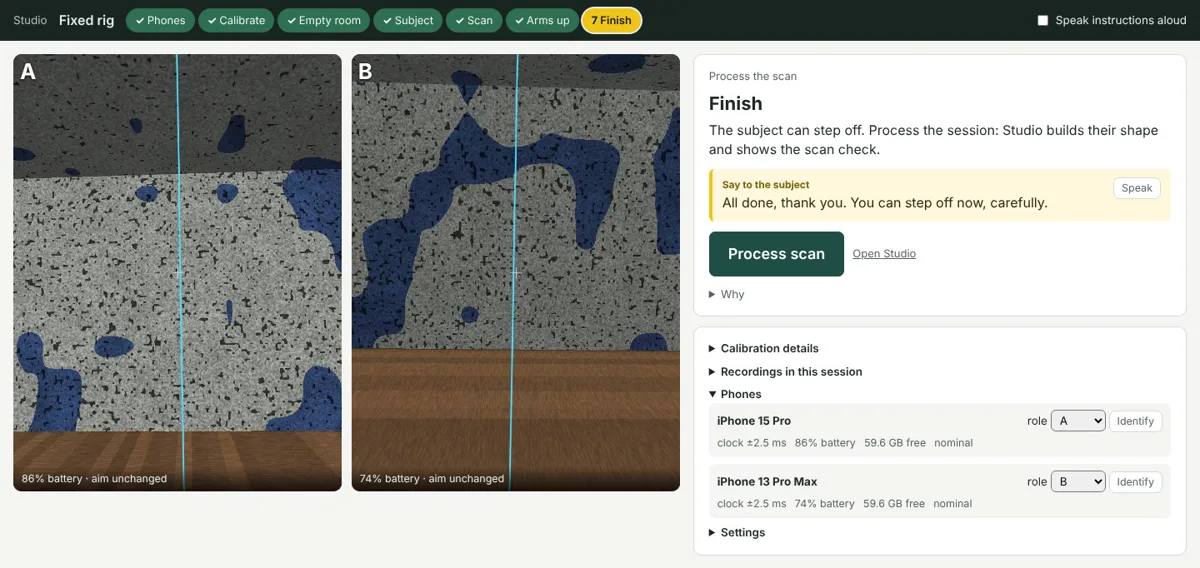 Studio Fixed rig ✓ Phones ✓ Calibrate ✓ Empty room ✓ Subject ✓ Scan ✓ Arms up 7 Finish Speak instructions aloud
A
86% battery · aim unchanged
B
74% battery · aim unchanged
Process the scan
Finish
The subject can step off. Process the session: Studio builds their shape
and shows the scan check.
Say to the subject
Speak
All done, thank you. You can step off now, carefully.
Process scan Open Studio
Why
Calibration details
Recordings in this session
Phones
iPhone 15 Pro role A Identify
clock ±2.5 ms 86% battery 59.6 GB free nominal
iPhone 13 Pro Max role B Identify
clock ±2.5 ms 74% battery 59.6 GB free nominal
Settings